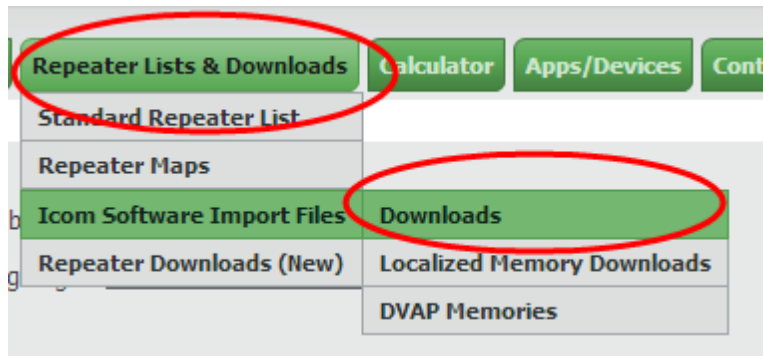 Repeater Lists & Downloads Calculator Apps/Devices Cont
Standard Repeater List
Repeater Maps
Icom Software Import Files Downloads
Repeater Downloads (New) Localized Memory Downloads
DVAP Memories